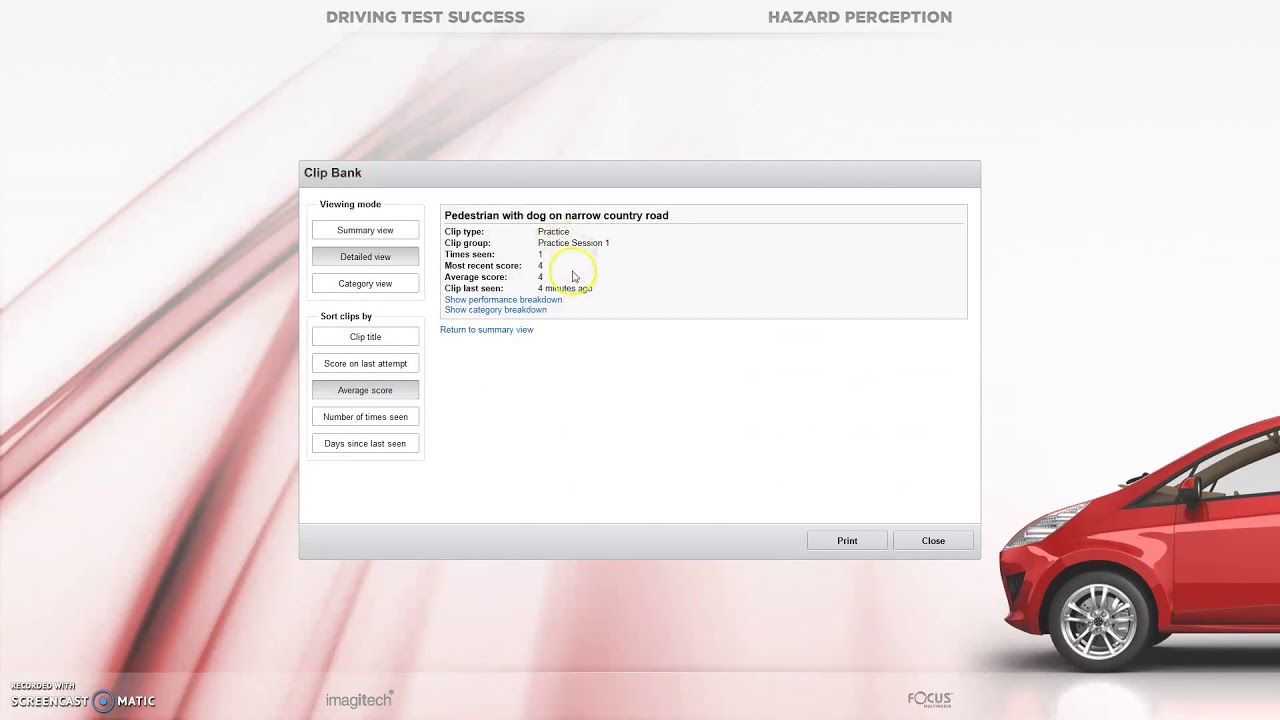 DRIVING TEST SUCCESS
HAZARD PERCEPTION
Clip Bank
Viewing mode
Summary view
Detailed view
Category view
Sort clips by
Clip title
Score on last attempt
Average score
Number of times seen
Days since last seen
Pedestrian with dog on narrow country road
Clip type: Practice
Clip group: Practice Session 1
Times seen: 1
Most recent score: 4
Average score: 4
Clip last seen: 4 minutes ago
Show performance breakdown
Show category breakdown
Return to summary view
Print
Close
RECORDED WITH
SCREENCAST MATIC
imagitech
FOCUS
MULTIMEDIA